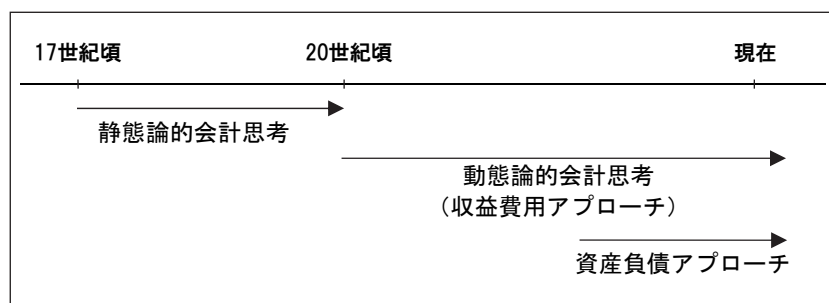 17世紀頃 20世紀頃 現在
静態論的会計思考
動態論的会計思考
（収益費用アプローチ）
資産負債アプローチ